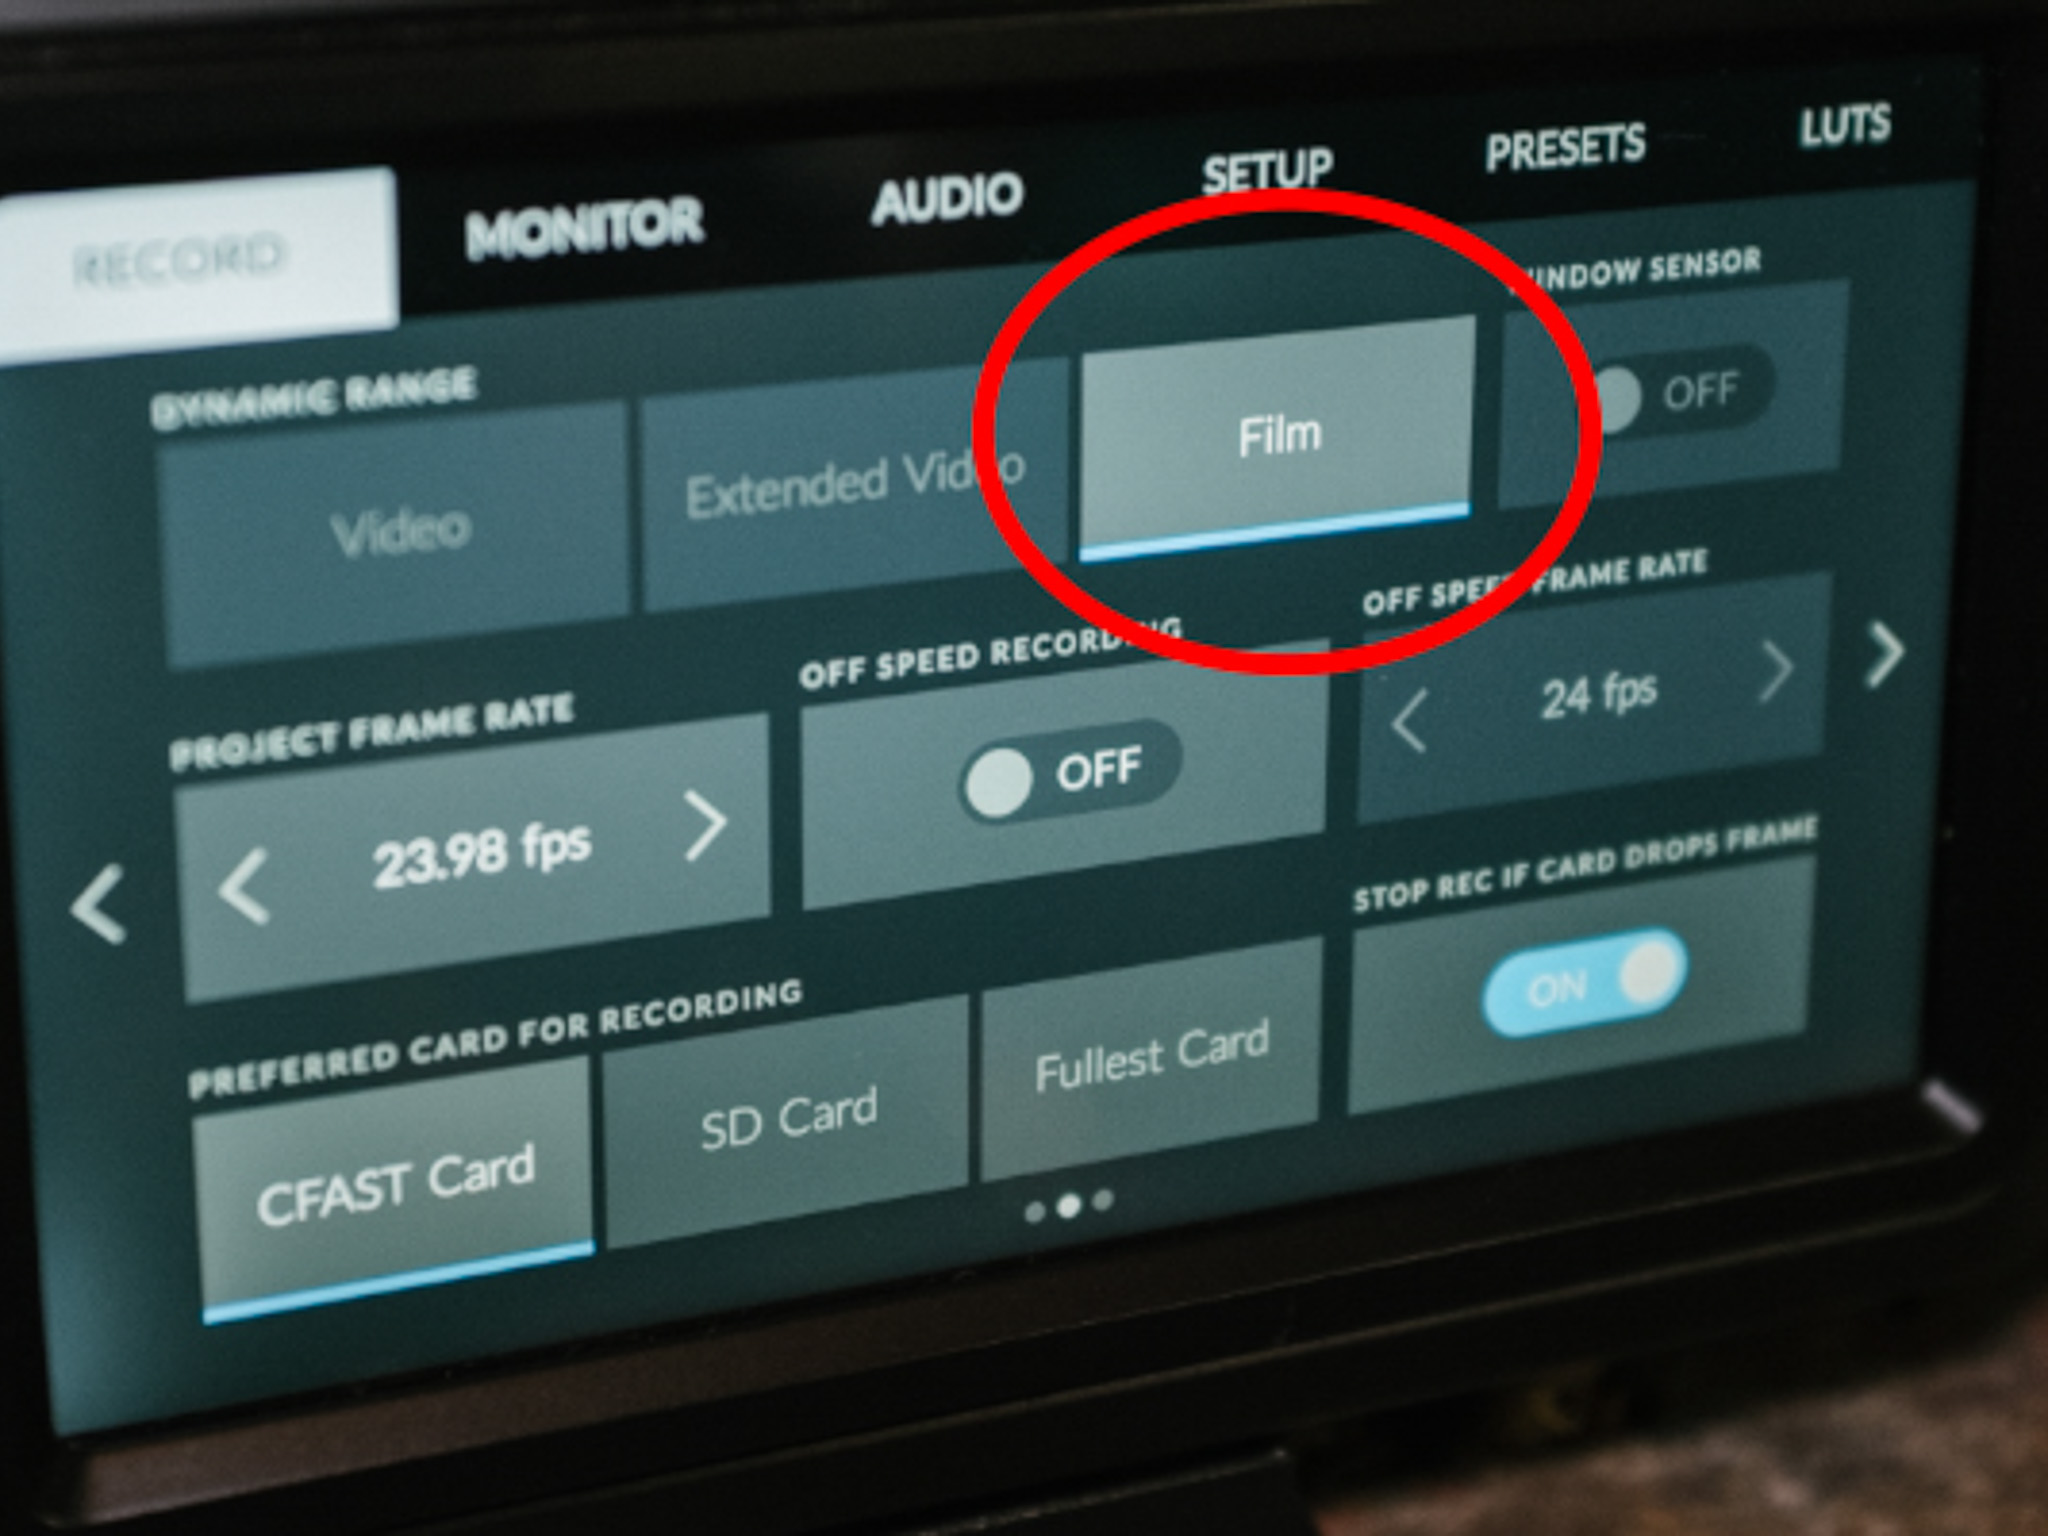 RECORD MONITOR AUDIO SETUP PRESETS LUTS
DYNAMIC RANGE WINDOW SENSOR
Video Extended Video Film OFF
PROJECT FRAME RATE OFF SPEED RECORDING OFF SPEED FRAME RATE
23.98 fps OFF 24 fps
PREFERRED CARD FOR RECORDING STOP REC IF CARD DROPS FRAME
CFAST Card SD Card Fullest Card ON